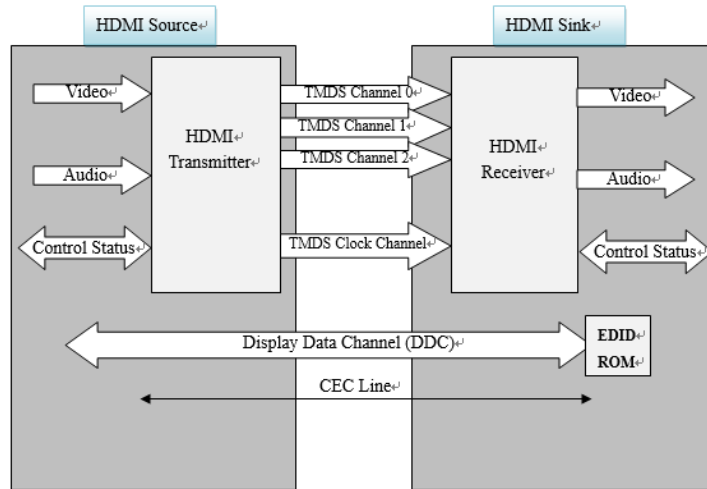 HDMI Source
HDMI Sink
Video
TMDS Channel 0
Video
TMDS Channel 1
HDMI
Transmitter
TMDS Channel 2
HDMI
Receiver
Audio
Audio
Control Status
TMDS Clock Channel
Control Status
Display Data Channel (DDC)
EDID
ROM
CEC Line